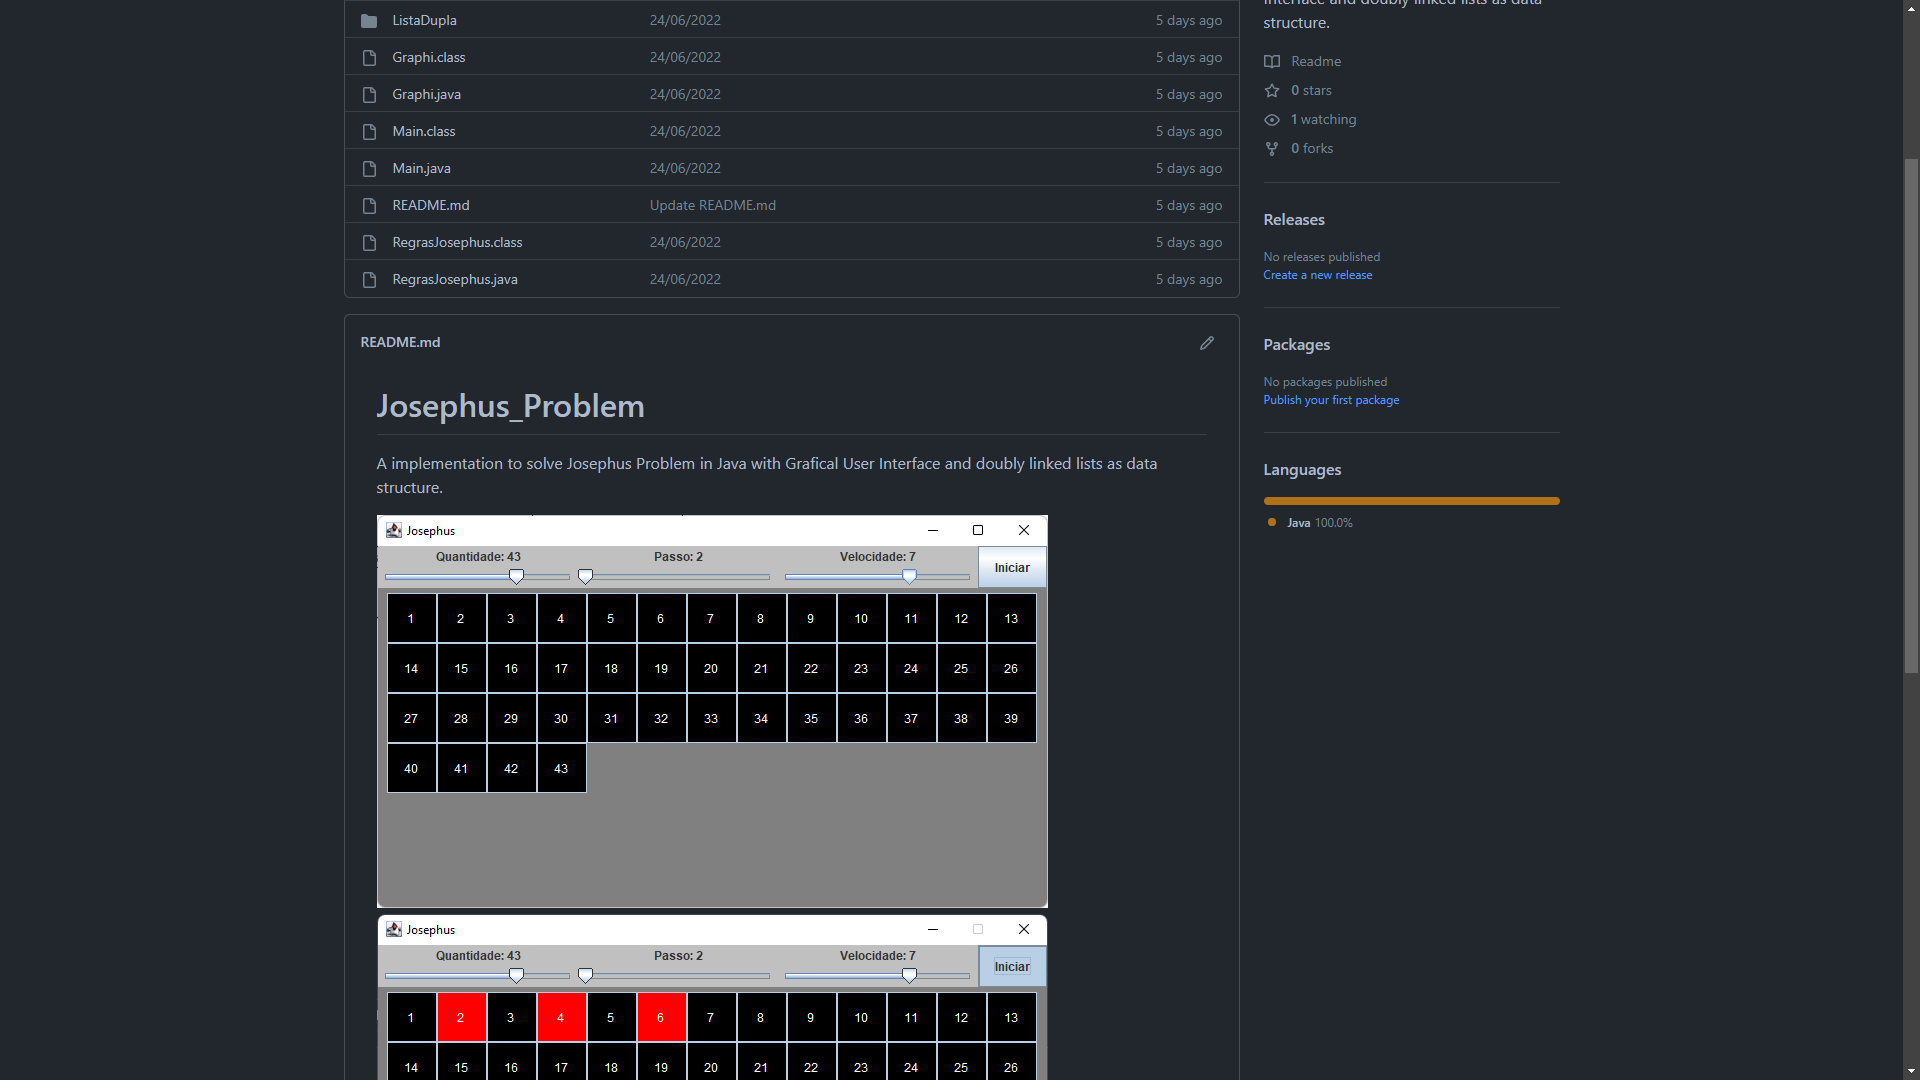 interface and doubly linked lists as data
structure.
ListaDupla 24/06/2022 5 days ago
Graphi.class 24/06/2022 5 days ago
Graphi.java 24/06/2022 5 days ago
Main.class 24/06/2022 5 days ago
Main.java 24/06/2022 5 days ago
README.md Update README.md 5 days ago
RegrasJosephus.class 24/06/2022 5 days ago
RegrasJosephus.java 24/06/2022 5 days ago
Readme
0 stars
1 watching
0 forks
Releases
No releases published
Create a new release
Packages
No packages published
Publish your first package
Languages
Java 100.0%
README.md
Josephus_Problem
A implementation to solve Josephus Problem in Java with Grafical User Interface and doubly linked lists as data
structure.
Josephus
Quantidade: 43 Passo: 2 Velocidade: 7 Iniciar
1 2 3 4 5 6 7 8 9 10 11 12 13
14 15 16 17 18 19 20 21 22 23 24 25 26
27 28 29 30 31 32 33 34 35 36 37 38 39
40 41 42 43
Josephus
Quantidade: 43 Passo: 2 Velocidade: 7 Iniciar
1 2 3 4 5 6 7 8 9 10 11 12 13
14 15 16 17 18 19 20 21 22 23 24 25 26